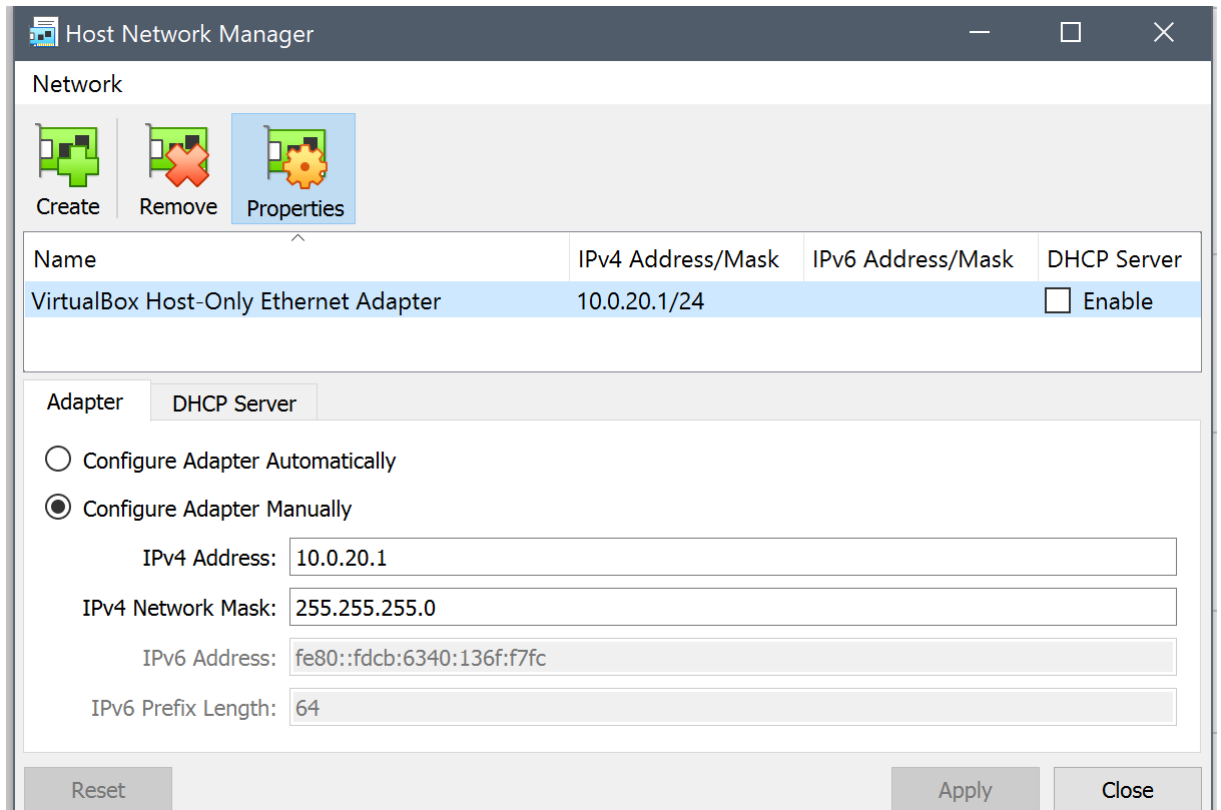 Host Network Manager
Network
Create Remove Properties
Name IPv4 Address/Mask IPv6 Address/Mask DHCP Server
VirtualBox Host-Only Ethernet Adapter 10.0.20.1/24 Enable
Adapter DHCP Server
Configure Adapter Automatically
Configure Adapter Manually
IPv4 Address: 10.0.20.1
IPv4 Network Mask: 255.255.255.0
IPv6 Address: fe80::fdcb:6340:136f:f7fc
IPv6 Prefix Length: 64
Reset Apply Close